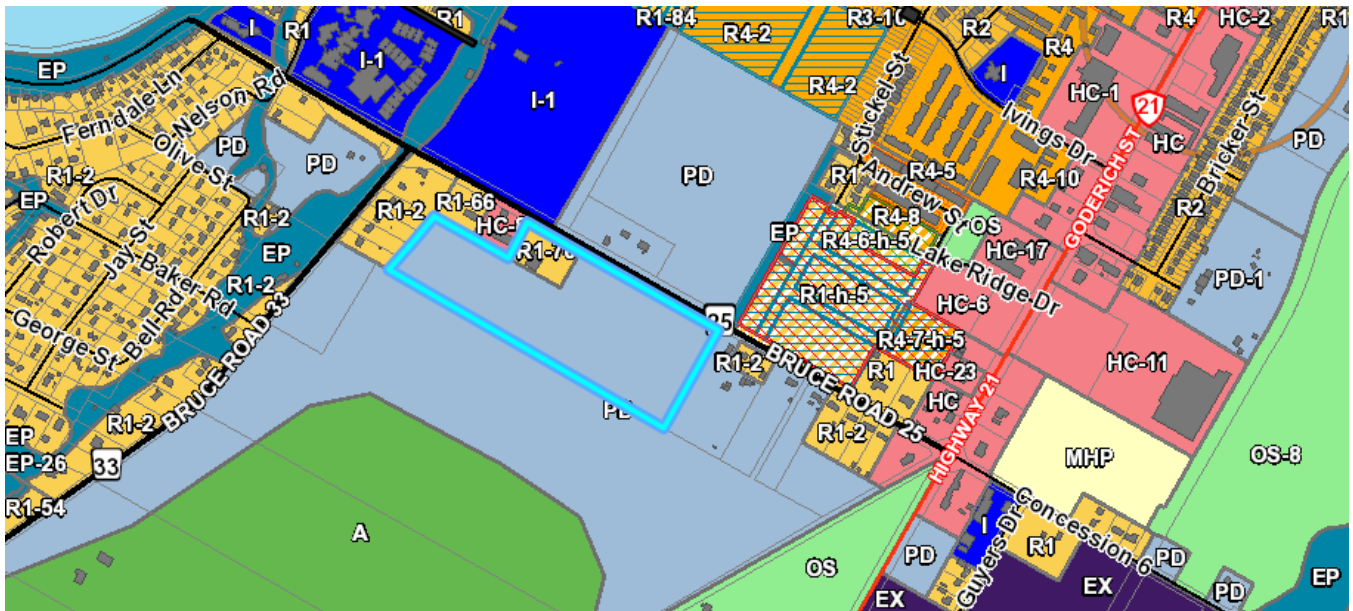 R1-84
R3-10
R2
R4
HC-2
R1
I
R1
R1
R4-2
R4
EP
I-1
I-1
R4-2
I
HC-1
21
Stickel St
Ivings Dr
HC
PD
Ferndale Ln
O Nelson Rd
PD
PD
PD
R1
R4-5
R4-10
Bricker St
Olive St
Andrew St
R2
R1-2
R1-2
R1-66
R4-8
OS
GODERICH ST
EP
Robert Dr
R1-2
HC-
R1-70
EP
R4-6-h-5
HC-17
Jay St
EP
Lake Ridge Dr
PD-1
Baker Rd
R1-2
R1-h-5
HC-6
Bell Rd
George St
BRUCE ROAD 33
25
R4-7-h-5
R1-2
BRUCE ROAD 25
R1
HC-23
HC-11
HC
PD
R1-2
R1-2
EP
HIGHWAY 21
MHP
OS-8
EP-26
33
R1-54
A
Concession 6
I
Guyers Dr
R1
PD
OS
PD
EX
PD
EP
EX